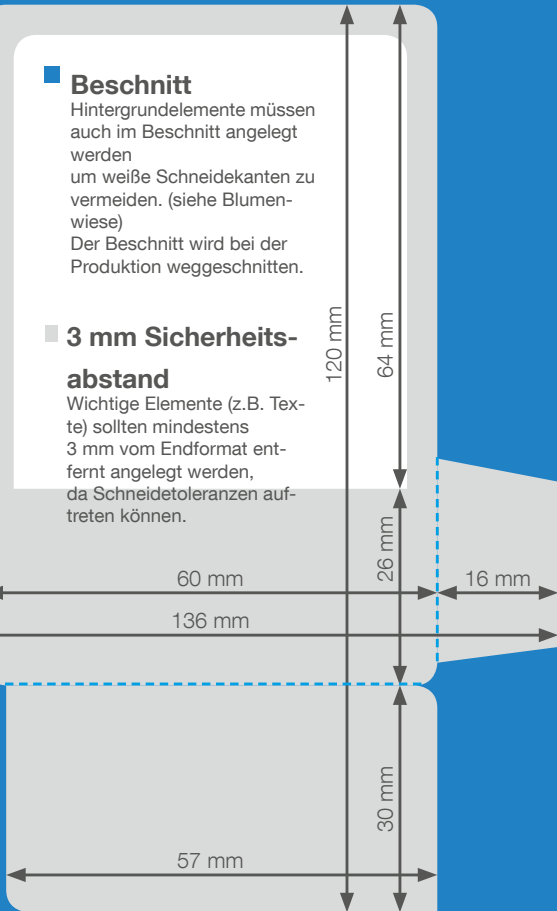 Beschnitt
Hintergrundelemente müssen
auch im Beschnitt angelegt
werden
um weiße Schneidekanten zu
vermeiden. (siehe Blumen-
wiese)
Der Beschnitt wird bei der
Produktion weggeschnitten.
3 mm Sicherheits-
abstand
Wichtige Elemente (z.B. Tex-
te) sollten mindestens
3 mm vom Endformat ent-
fernt angelegt werden,
da Schneidetoleranzen auf-
treten können.
120 mm
64 mm
26 mm
60 mm
16 mm
136 mm
30 mm
57 mm